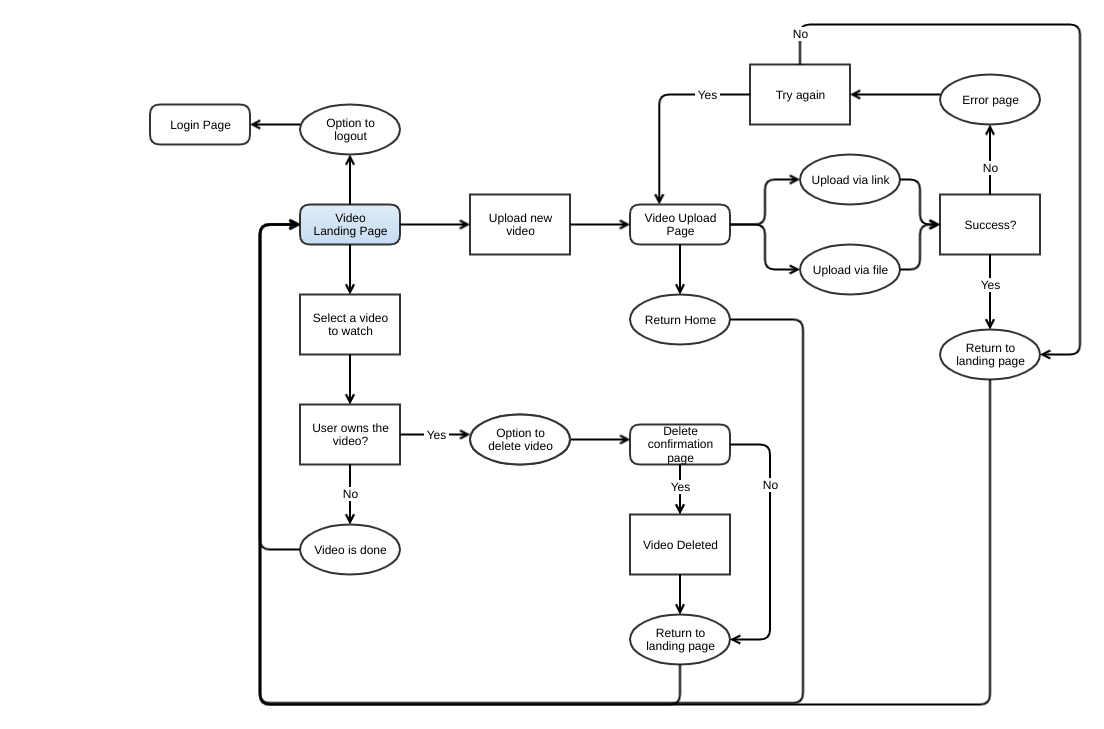 No
Yes
Try again
Error page
Login Page
Option to
logout
Upload via link
No
Video
Landing Page
Upload new
video
Video Upload
Page
Success?
Upload via file
Yes
Select a video
to watch
Return Home
Return to
landing page
User owns the
video?
Yes
Option to
delete video
Delete
confirmation
page
No
Yes
No
Video is done
Video Deleted
Return to
landing page